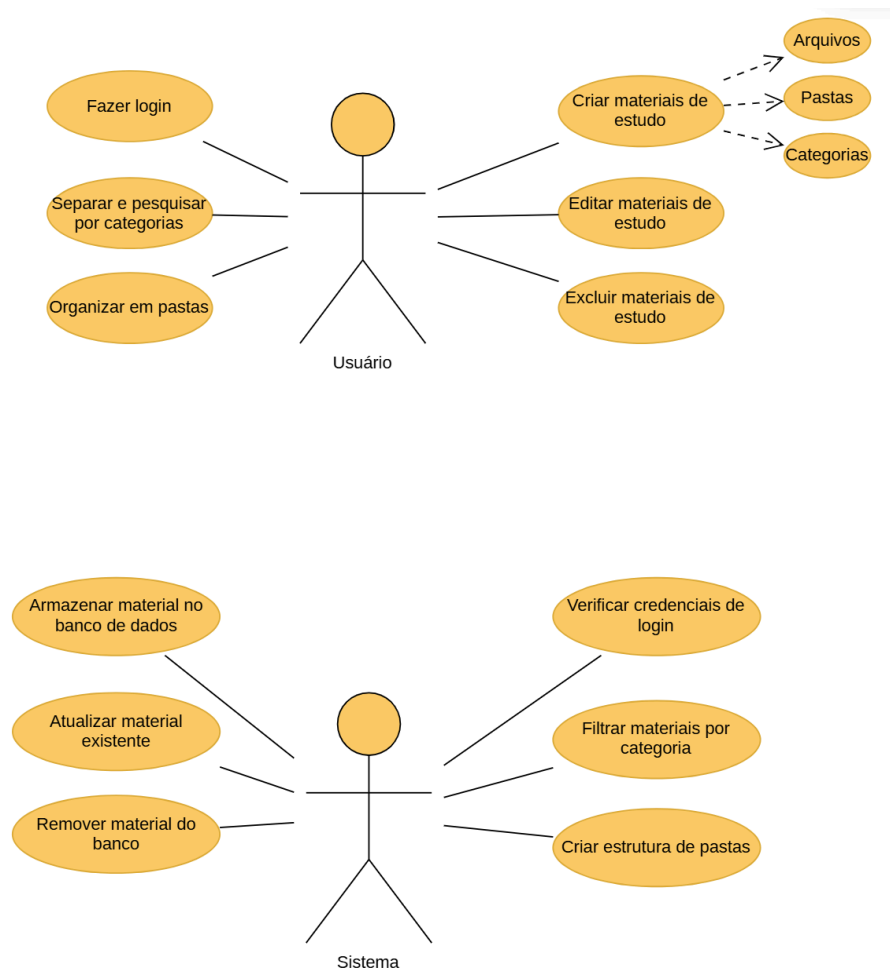 Fazer login
Separar e pesquisar
por categorias
Organizar em pastas
Criar materiais de
estudo
Arquivos
Pastas
Categorias
Editar materiais de
estudo
Excluir materiais de
estudo
Usuário
Armazenar material no
banco de dados
Atualizar material
existente
Remover material do
banco
Verificar credenciais de
login
Filtrar materiais por
categoria
Criar estrutura de pastas
Sistema